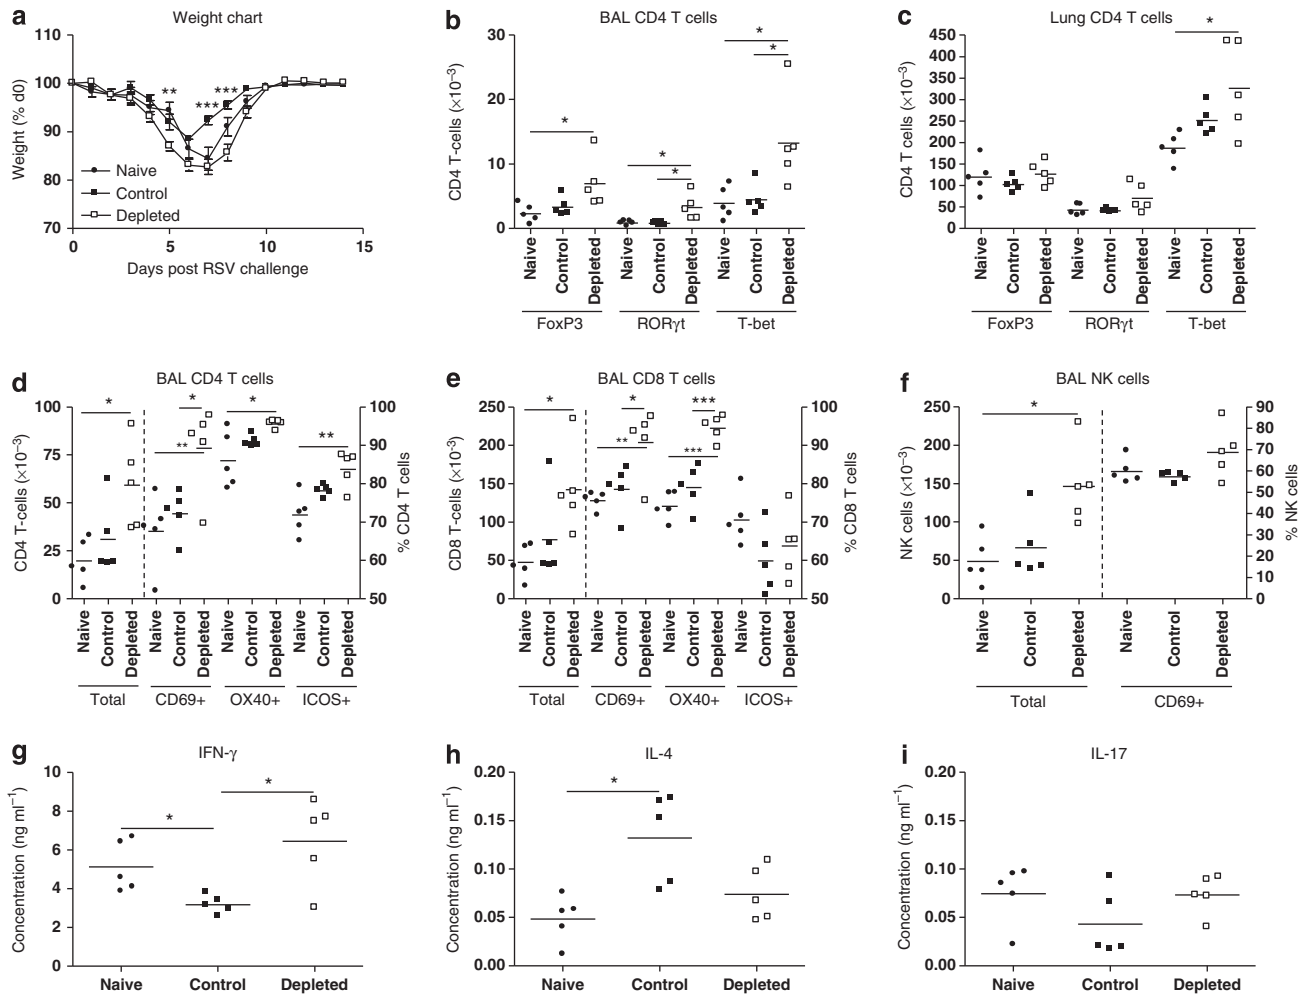 a
Weight chart
110
100
90
80
70
Weight (% d0)
** *** ***
Naive
Control
Depleted
0 5 10 15
Days post RSV challenge
b
BAL CD4 T cells
30
20
10
0
CD4 T-cells (×10⁻³)
* * * * *
Naive Control Depleted Naive Control Depleted Naive Control Depleted
FoxP3 RORγt T-bet
c
Lung CD4 T cells
450
400
350
300
250
200
150
100
50
0
CD4 T cells (×10⁻³)
*
Naive Control Depleted Naive Control Depleted Naive Control Depleted
FoxP3 RORγt T-bet
d
BAL CD4 T cells
100
75
50
25
0
CD4 T-cells (×10⁻³)
* * ** * **
100
90
80
70
60
50
% CD4 T cells
Naive Control Depleted Naive Control Depleted Naive Control Depleted Naive Control Depleted
Total CD69+ OX40+ ICOS+
e
BAL CD8 T cells
250
200
150
100
50
0
CD8 T-cells (×10⁻³)
* * ** *** ***
100
90
80
70
60
50
% CD8 T cells
Naive Control Depleted Naive Control Depleted Naive Control Depleted Naive Control Depleted
Total CD69+ OX40+ ICOS+
f
BAL NK cells
250
200
150
100
50
0
NK cells (×10⁻³)
*
90
80
70
60
50
40
30
20
10
0
% NK cells
Naive Control Depleted Naive Control Depleted
Total CD69+
g
IFN-γ
10
8
6
4
2
0
Concentration (ng ml⁻¹)
* *
Naive Control Depleted
h
IL-4
0.20
0.15
0.10
0.05
0.00
Concentration (ng ml⁻¹)
*
Naive Control Depleted
i
IL-17
0.20
0.15
0.10
0.05
0.00
Concentration (ng ml⁻¹)
Naive Control Depleted